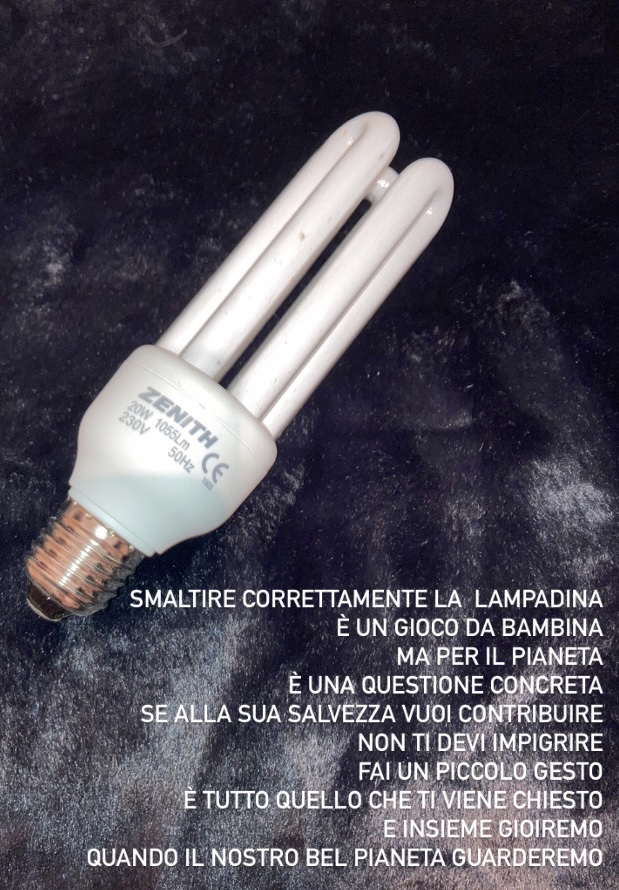 ZENITH
20W 1055Lm
230V 50Hz
CE
SMALTIRE CORRETTAMENTE LA LAMPADINA
È UN GIOCO DA BAMBINA
MA PER IL PIANETA
È UNA QUESTIONE CONCRETA
SE ALLA SUA SALVEZZA VUOI CONTRIBUIRE
NON TI DEVI IMPIGRIRE
FAI UN PICCOLO GESTO
È TUTTO QUELLO CHE TI VIENE CHIESTO
E INSIEME GIOIREMO
QUANDO IL NOSTRO BEL PIANETA GUARDEREMO